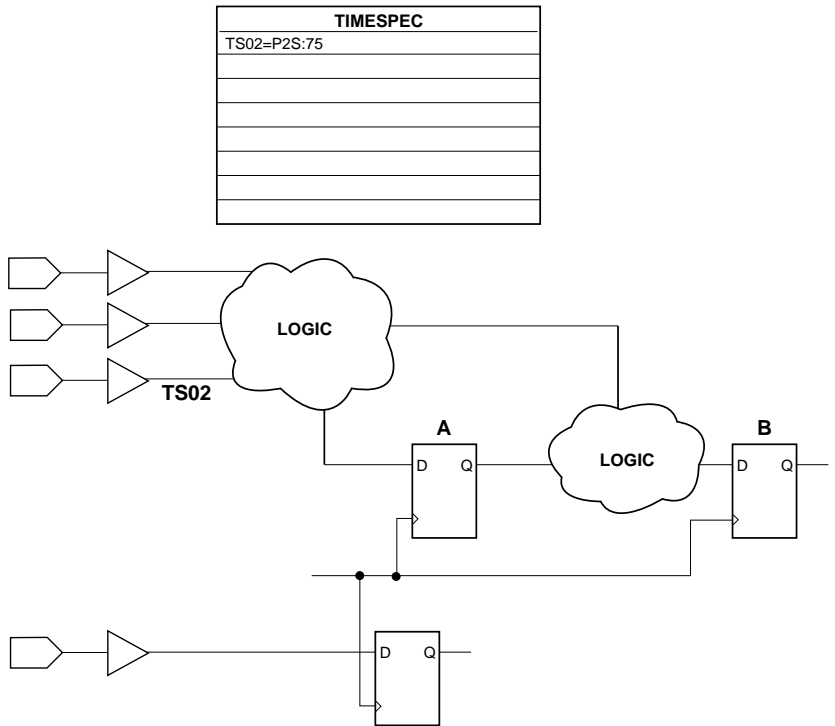 TIMESPEC
TS02=P2S:75
LOGIC
TS02
A
B
D Q
LOGIC
D Q
D Q